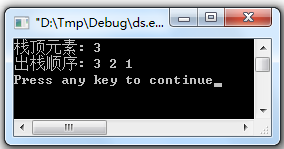 "D:\Tmp\Debug\ds.e...
栈顶元素: 3
出栈顺序: 3 2 1
Press any key to continue_